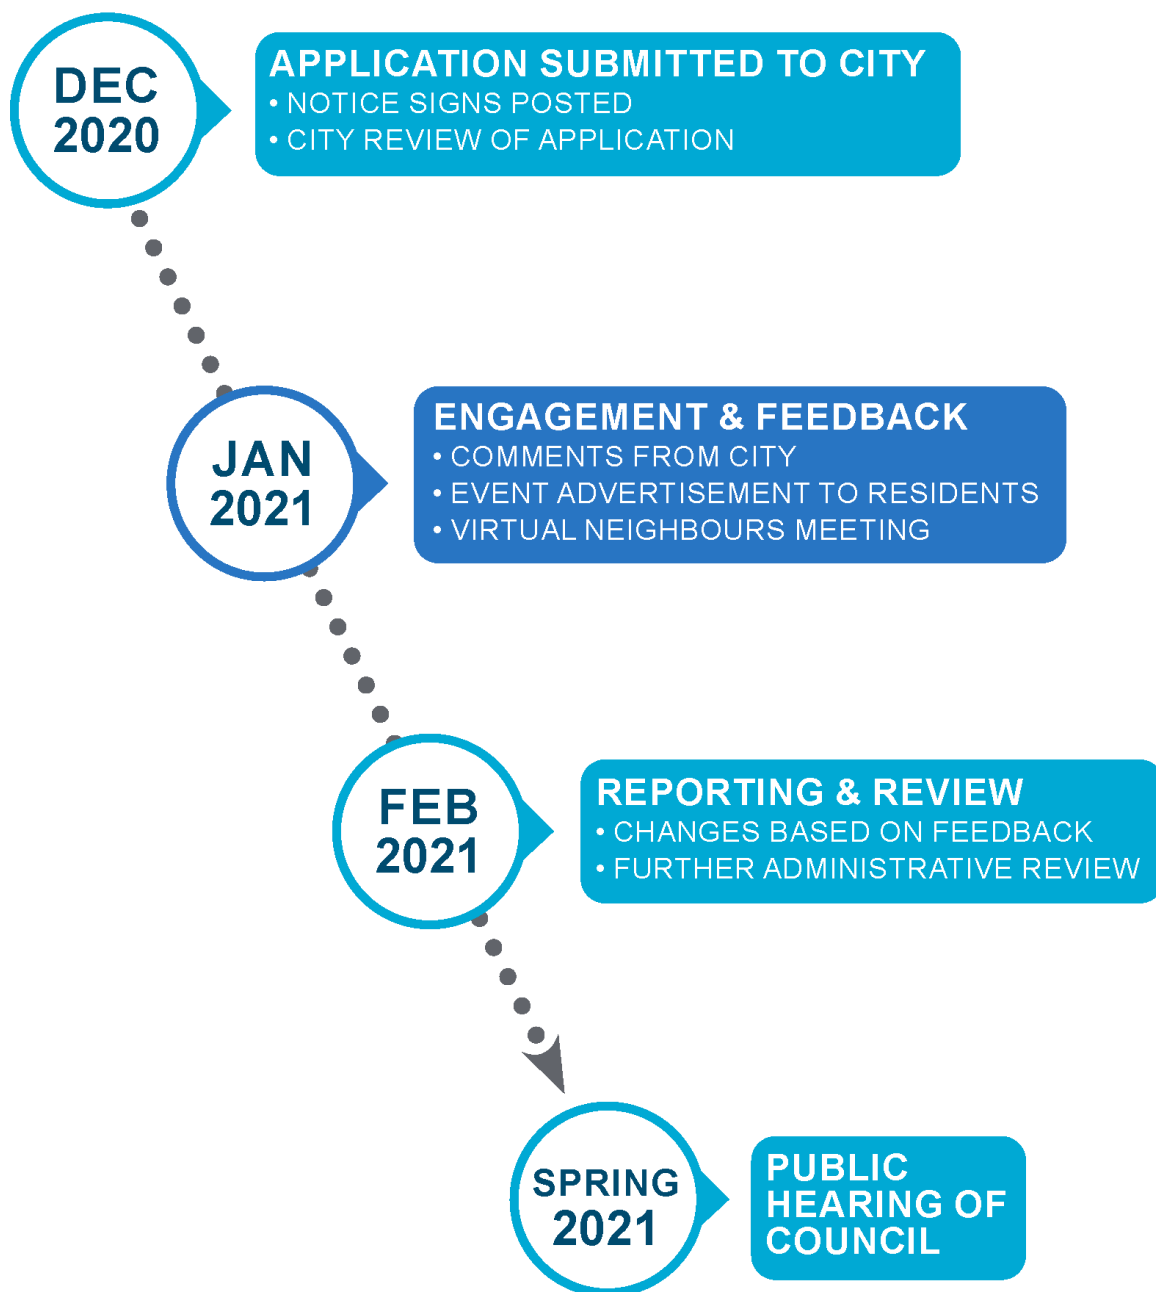 DEC
2020
APPLICATION SUBMITTED TO CITY
• NOTICE SIGNS POSTED
• CITY REVIEW OF APPLICATION
JAN
2021
ENGAGEMENT & FEEDBACK
• COMMENTS FROM CITY
• EVENT ADVERTISEMENT TO RESIDENTS
• VIRTUAL NEIGHBOURS MEETING
FEB
2021
REPORTING & REVIEW
• CHANGES BASED ON FEEDBACK
• FURTHER ADMINISTRATIVE REVIEW
SPRING
2021
PUBLIC
HEARING OF
COUNCIL